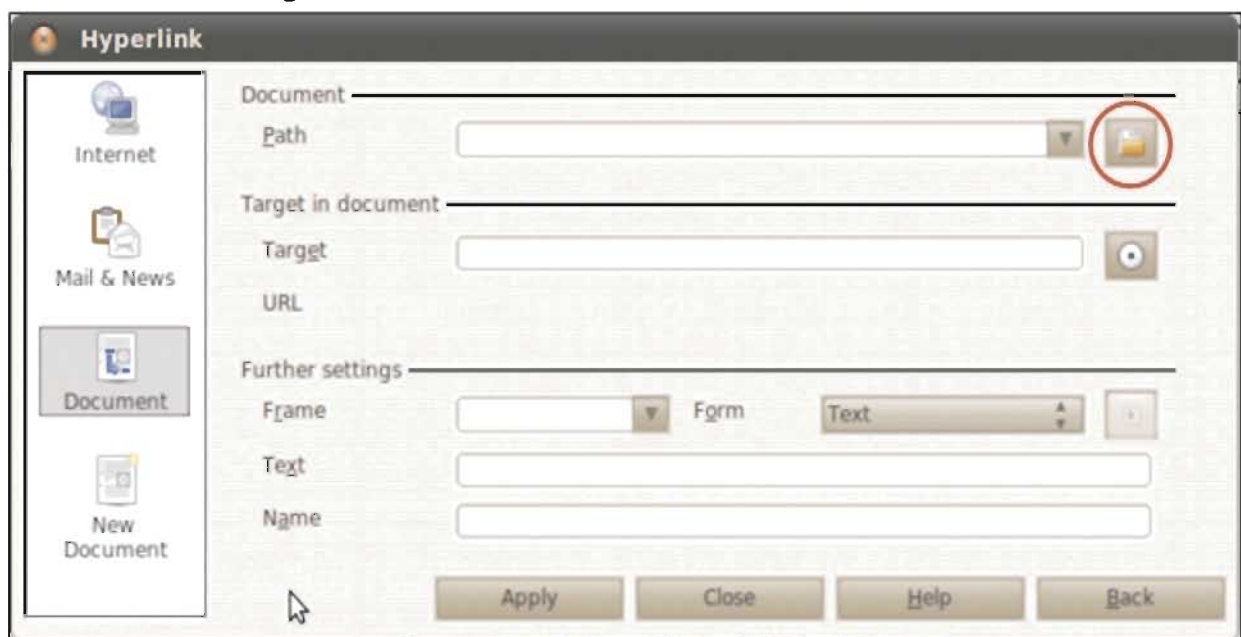 Hyperlink
Internet
Mail & News
Document
New
Document
Document
Path
Target in document
Target
URL
Further settings
Frame
Form
Text
Text
Name
Apply
Close
Help
Back